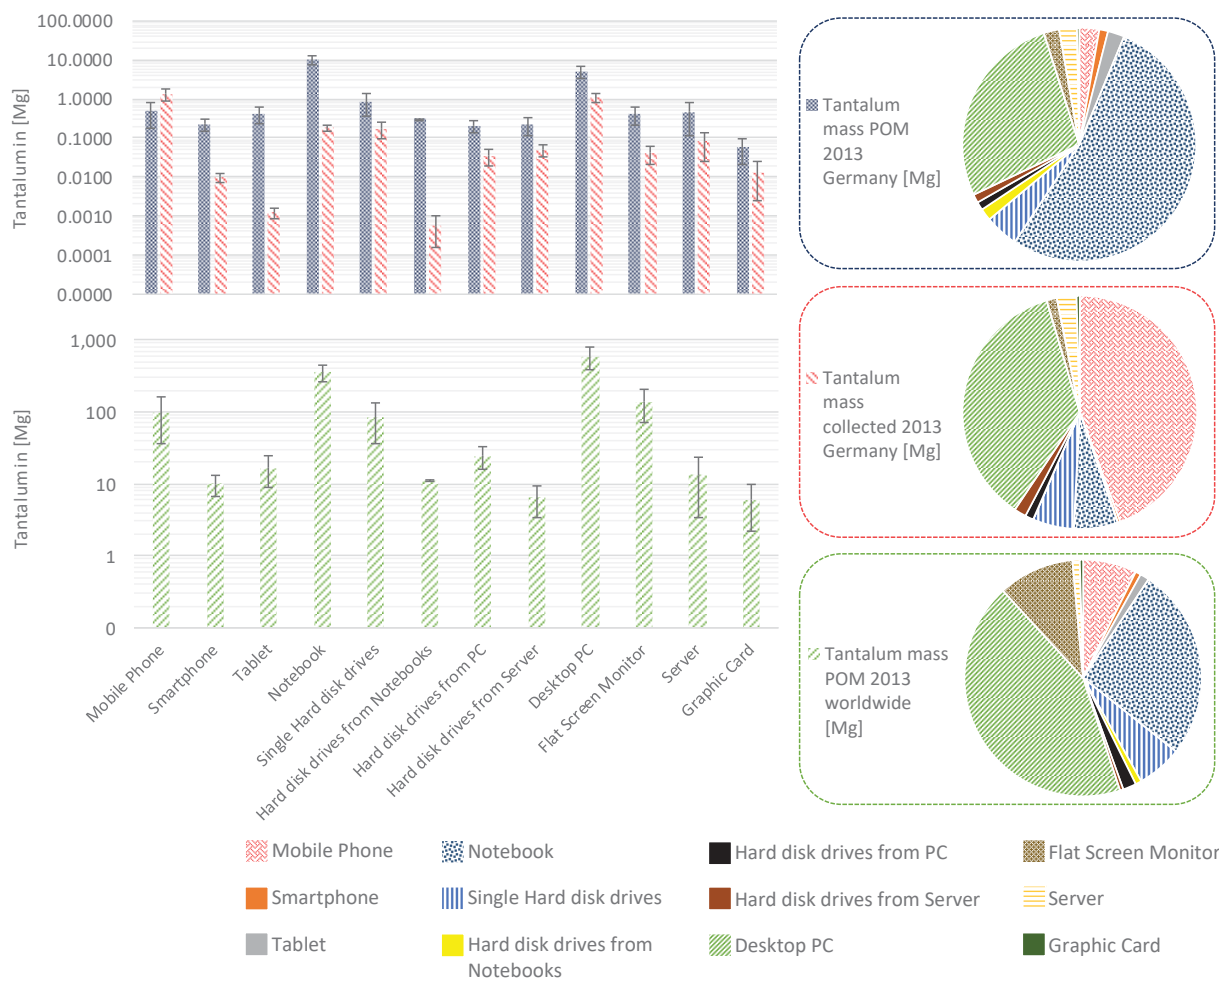 Tantalumin [Mg]
100.0000
10.0000
1.0000
0.1000
0.0100
0.0010
0.0001
0.0000
Tantalumin [Mg]
1,000
100
10
1
0
Mobile Phone
Smartphone
Tablet
Notebook
Single Hard disk drives
Hard disk drives from Notebooks
Hard disk drives from PC
Hard disk drives from Server
Desktop PC
Flat Screen Monitor
Server
Graphic Card
Tantalum
mass POM
2013
Germany [Mg]
Tantalum
mass
collected 2013
Germany [Mg]
Tantalum mass
POM 2013
worldwide
[Mg]
Mobile Phone
Notebook
Hard disk drives from PC
Flat Screen Monitor
Smartphone
Single Hard disk drives
Hard disk drives from Server
Server
Tablet
Hard disk drives from
Notebooks
Desktop PC
Graphic Card